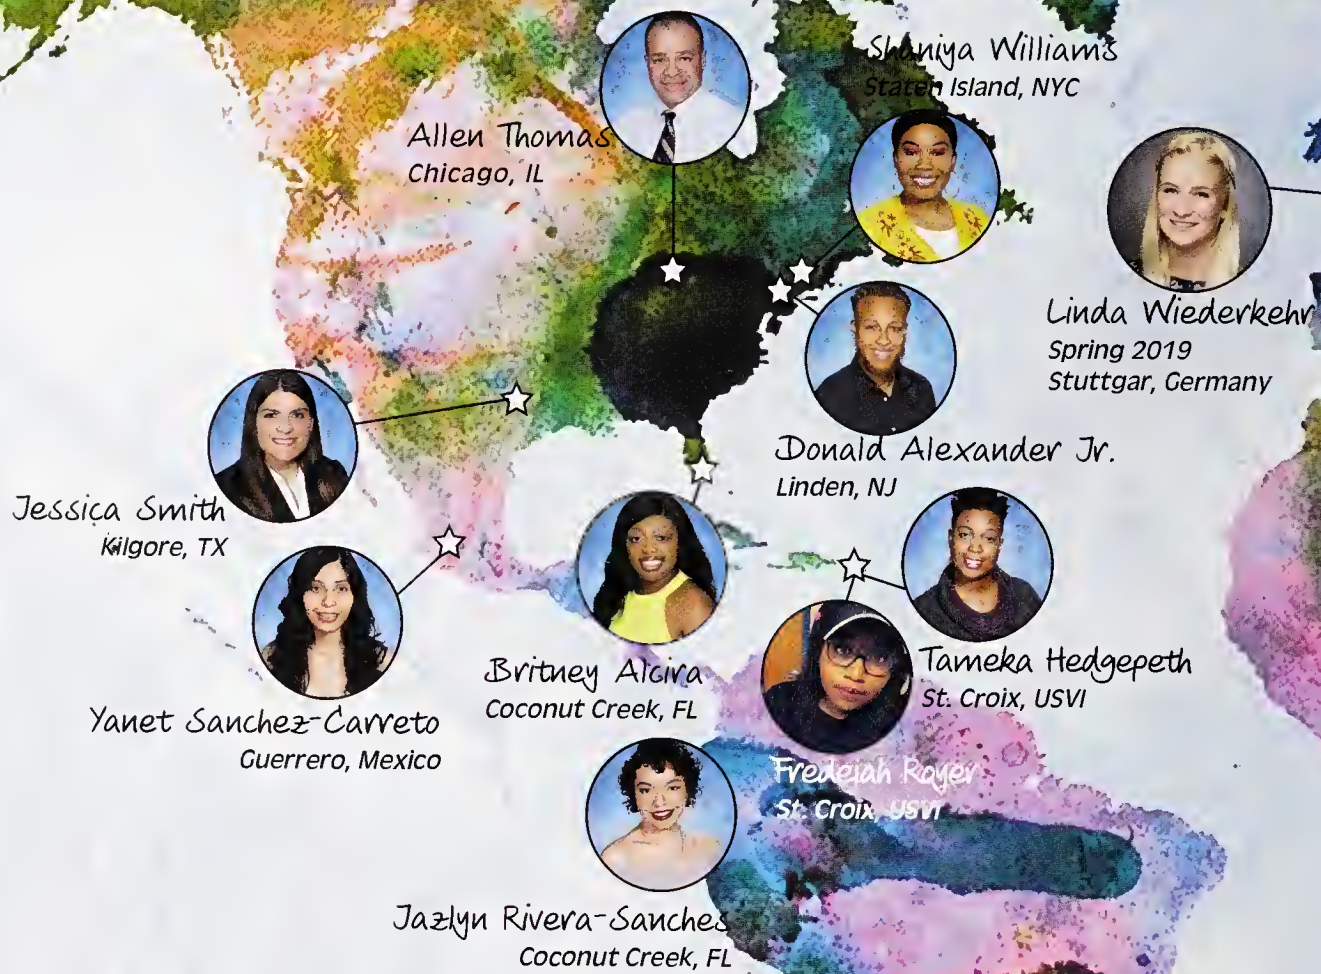 Shaniya Williams
Staten Island, NYC
Allen Thomas
Chicago, IL
Linda Wiederkehr
Spring 2019
Stuttgar, Germany
Donald Alexander Jr.
Linden, NJ
Jessica Smith
Kilgore, TX
Tameka Hedgepeth
St. Croix, USVI
Britney Alcira
Coconut Creek, FL
Yanet Sanchez-Carreto
Guerrero, Mexico
Fredeiah Royer
St. Croix, USVI
Jazlyn Rivera-Sanches
Coconut Creek, FL